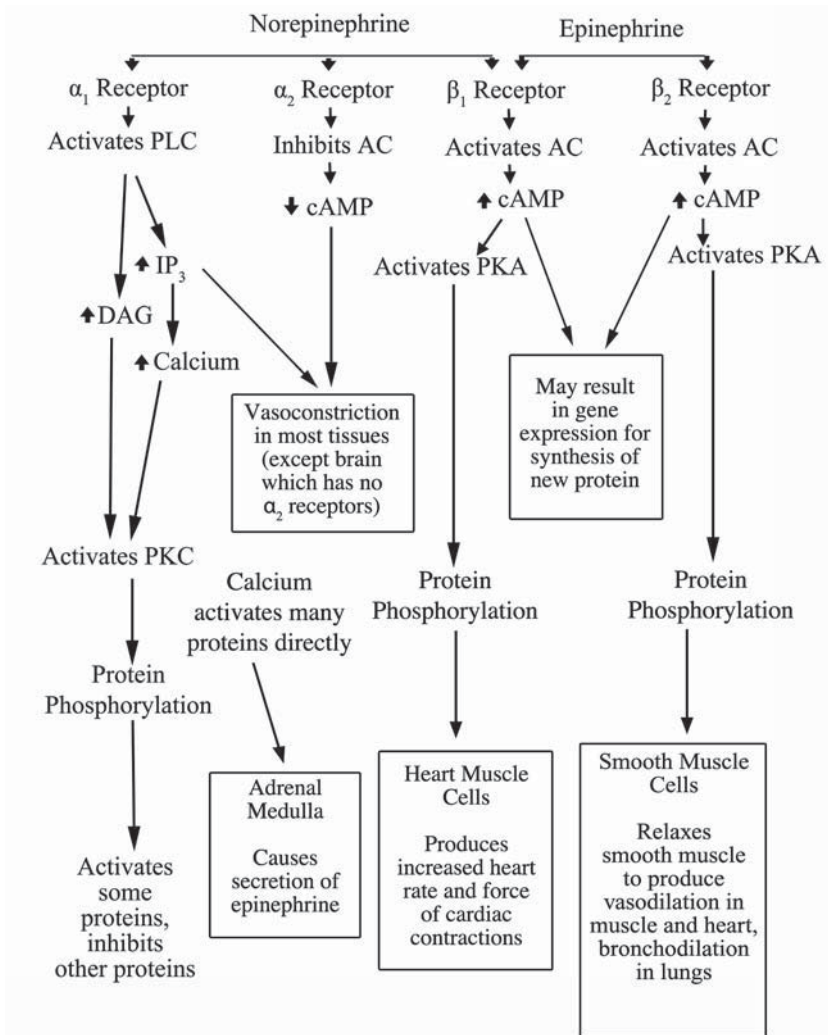 Norepinephrine
Epinephrine
α₁ Receptor
α₂ Receptor
β₁ Receptor
β₂ Receptor
Activates PLC
Inhibits AC
Activates AC
Activates AC
cAMP
cAMP
cAMP
IP₃
Activates PKA
Activates PKA
DAG
Calcium
Vasoconstriction
in most tissues
(except brain
which has no
α₂ receptors)
May result
in gene
expression for
synthesis of
new protein
Activates PKC
Calcium
activates many
proteins directly
Protein
Phosphorylation
Protein
Phosphorylation
Protein
Phosphorylation
Adrenal
Medulla
Causes
secretion of
epinephrine
Heart Muscle
Cells
Produces
increased heart
rate and force
of cardiac
contractions
Smooth Muscle
Cells
Relaxes
smooth muscle
to produce
vasodilation in
muscle and heart,
bronchodilation
in lungs
Activates
some
proteins,
inhibits
other proteins